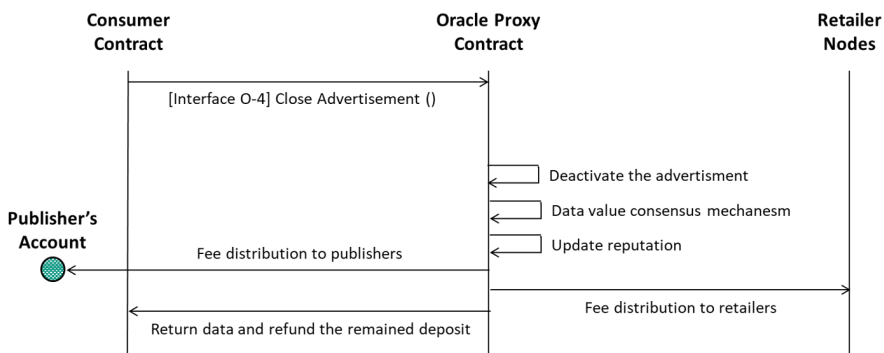 Consumer
Contract
Oracle Proxy
Contract
Retailer
Nodes
[Interface O-4] Close Advertisement ()
Deactivate the advertisment
Data value consensus mechanesm
Update reputation
Publisher's
Account
Fee distribution to publishers
Fee distribution to retailers
Return data and refund the remained deposit